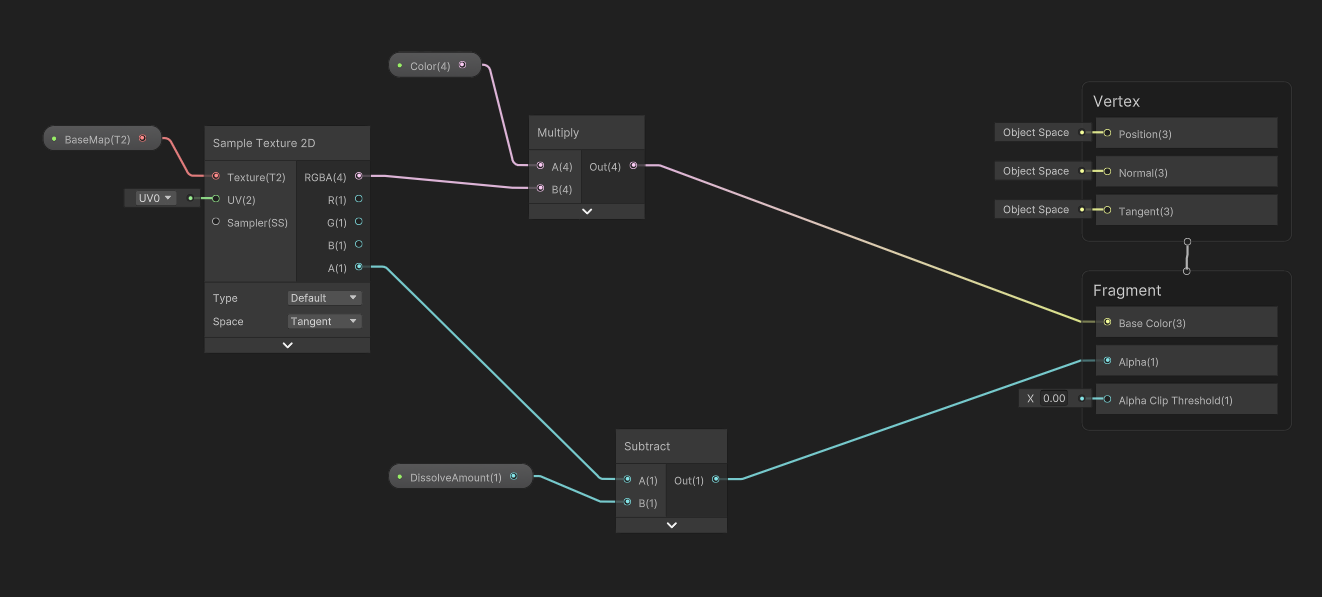 Color(4)
BaseMap(T2)
Sample Texture 2D
Texture(T2)
RGBA(4)
UV0
UV(2)
R(1)
Sampler(SS)
G(1)
B(1)
A(1)
Type
Default
Space
Tangent
Multiply
A(4)
Out(4)
B(4)
DissolveAmount(1)
Subtract
A(1)
Out(1)
B(1)
Vertex
Object Space
Position(3)
Object Space
Normal(3)
Object Space
Tangent(3)
Fragment
Base Color(3)
Alpha(1)
X 0.00
Alpha Clip Threshold(1)